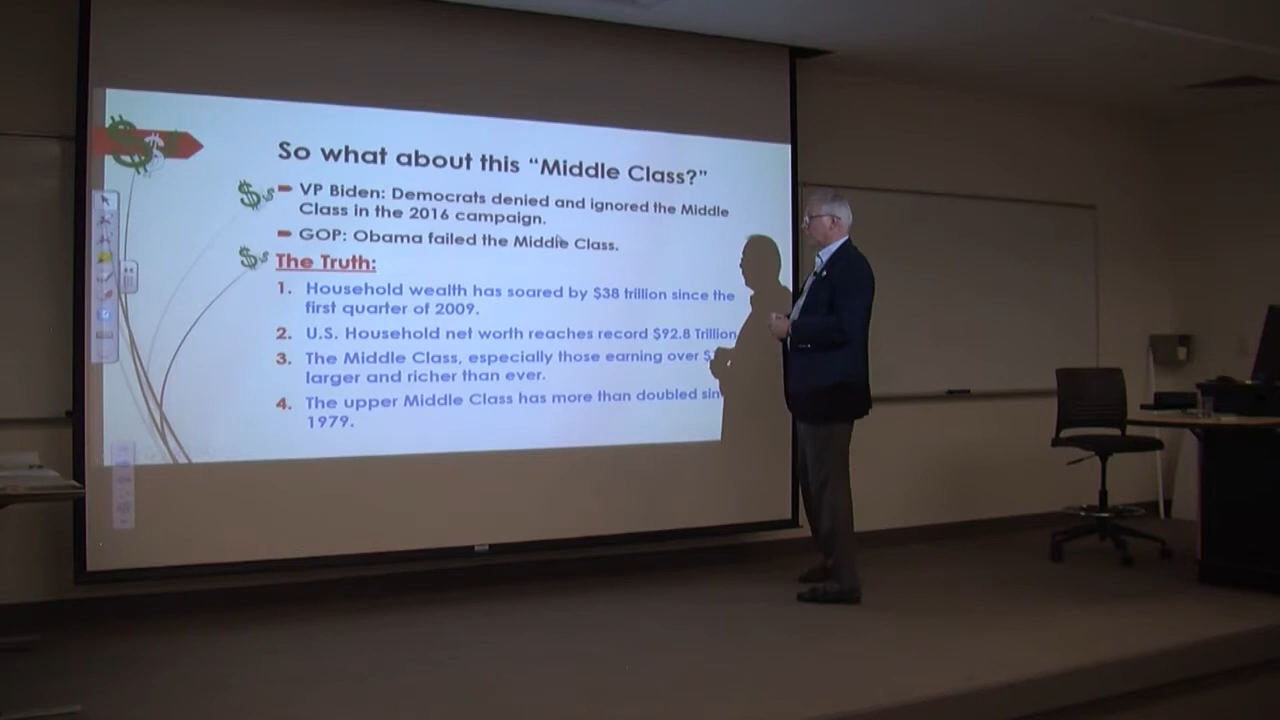 So what about this “Middle Class?”
VP Biden: Democrats denied and ignored the Middle
Class in the 2016 campaign.
GOP: Obama failed the Middle Class.
The Truth:
1. Household wealth has soared by $38 trillion since the
first quarter of 2009.
2. U.S. Household net worth reaches record $92.8 Trillion
3. The Middle Class, especially those earning over
larger and richer than ever.
4. The upper Middle Class has more than doubled sin
1979.